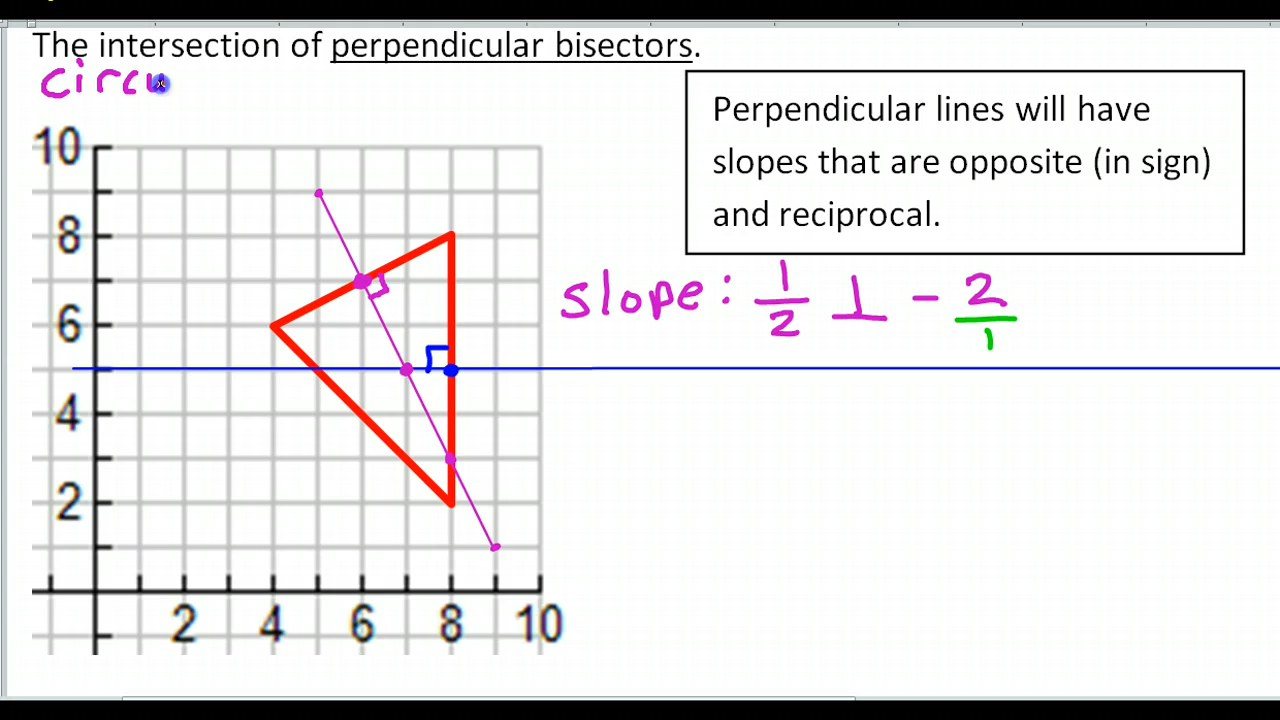 The intersection of perpendicular bisectors.
circu
Perpendicular lines will have
slopes that are opposite (in sign)
and reciprocal.
slope: 1/2 ⊥ - 2/1
10
8
6
4
2
2 4 6 8 10